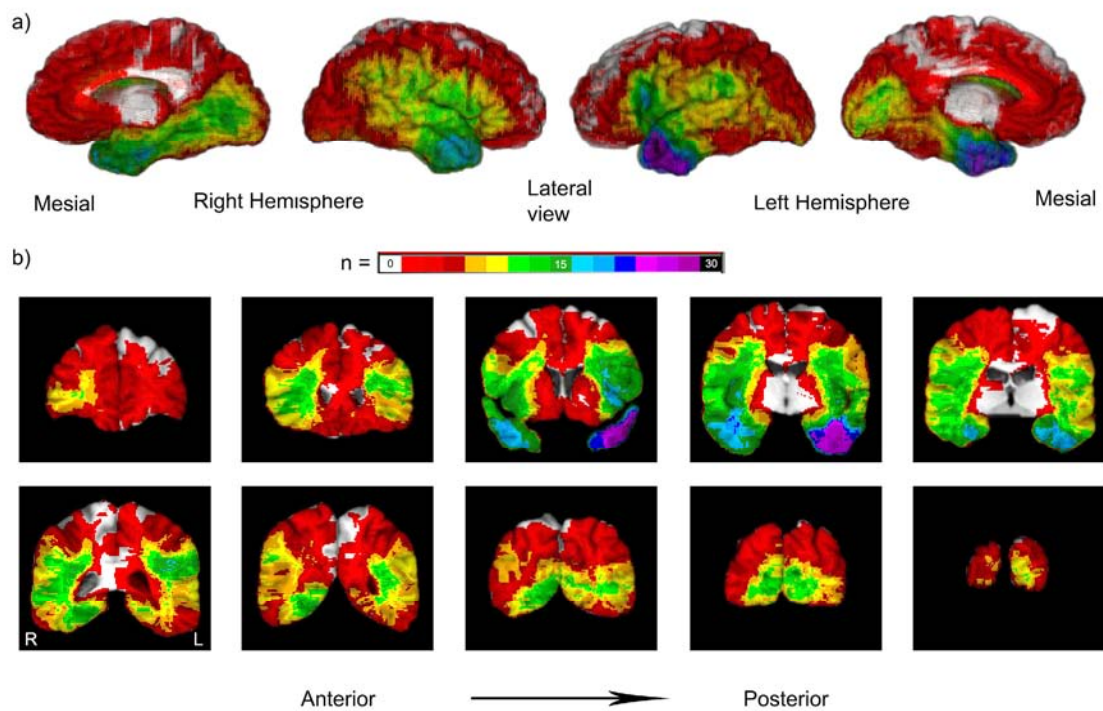 a)
Mesial
Right Hemisphere
Lateral
view
Left Hemisphere
Mesial
b)
n =
0
15
30
R
L
Anterior
Posterior